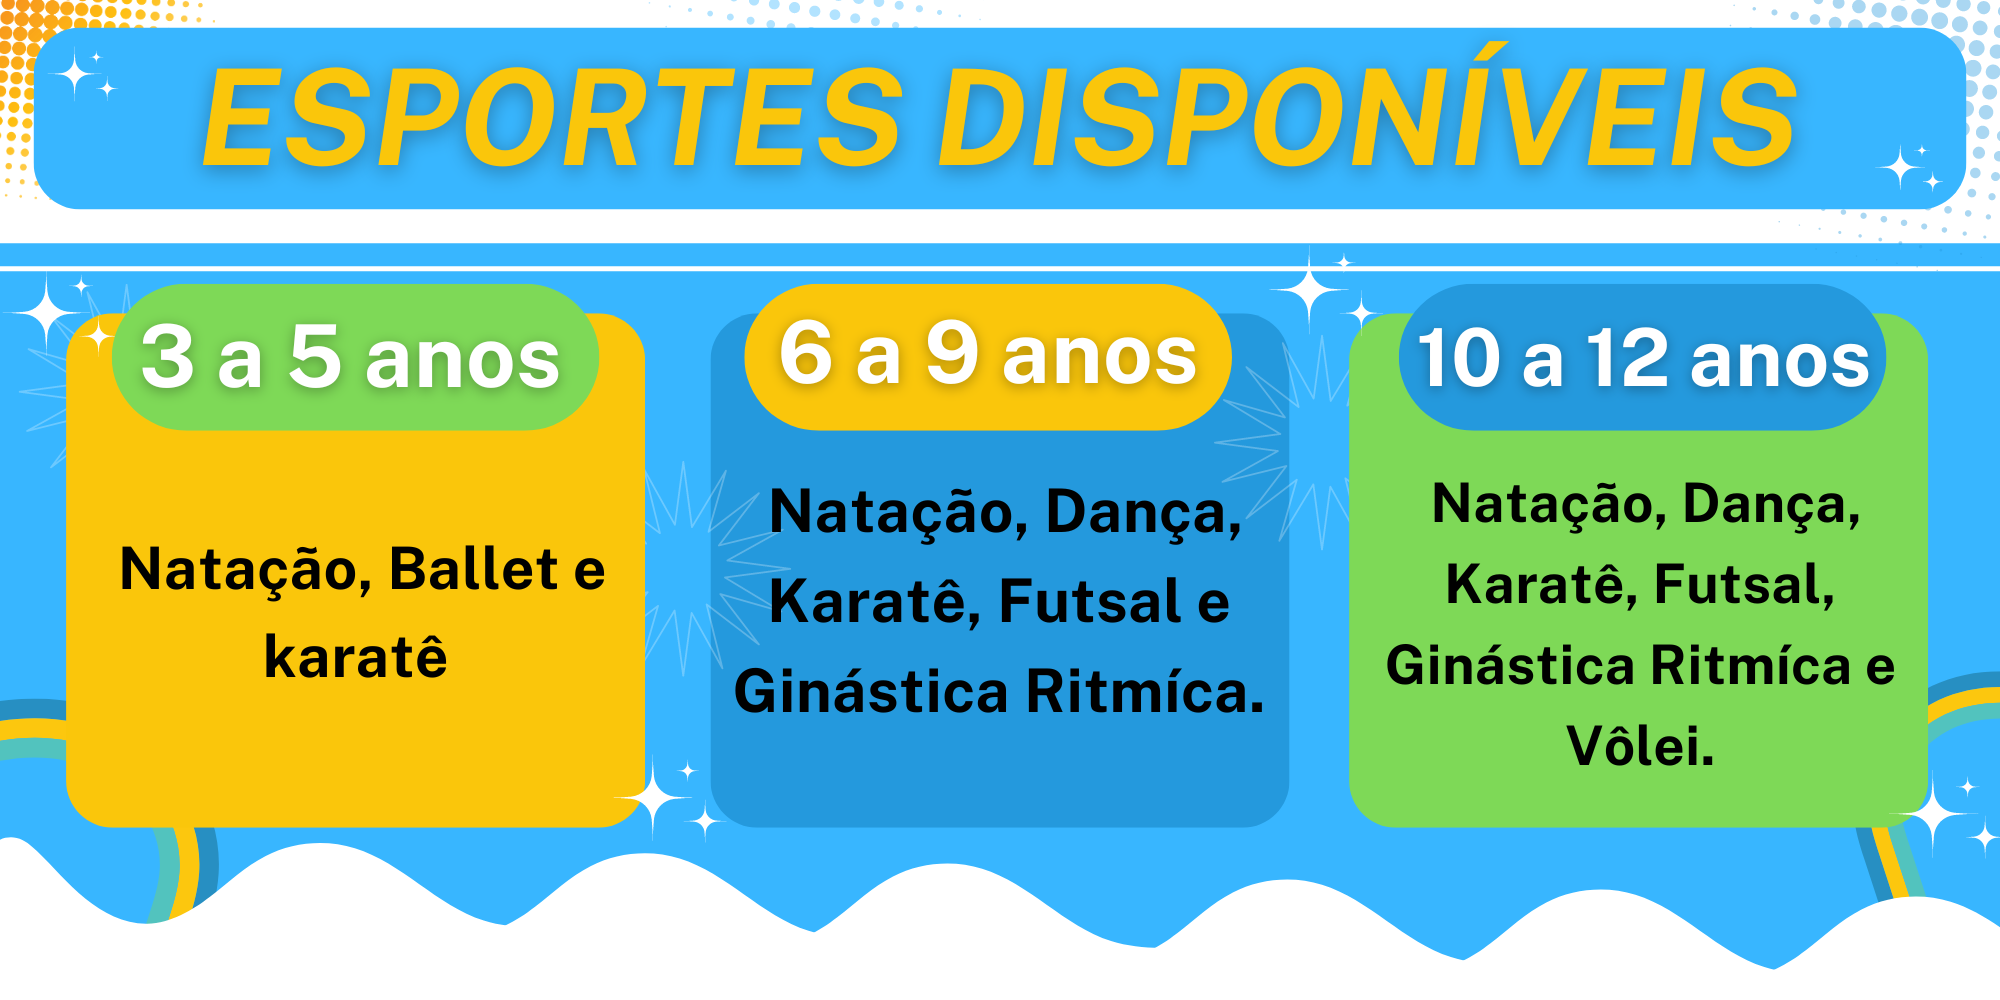 ESPORTES DISPONÍVEIS
3 a 5 anos
Natação, Ballet e
karatê
6 a 9 anos
Natação, Dança,
Karatê, Futsal e
Ginástica Ritmíca.
10 a 12 anos
Natação, Dança,
Karatê, Futsal,
Ginástica Ritmíca e
Vôlei.